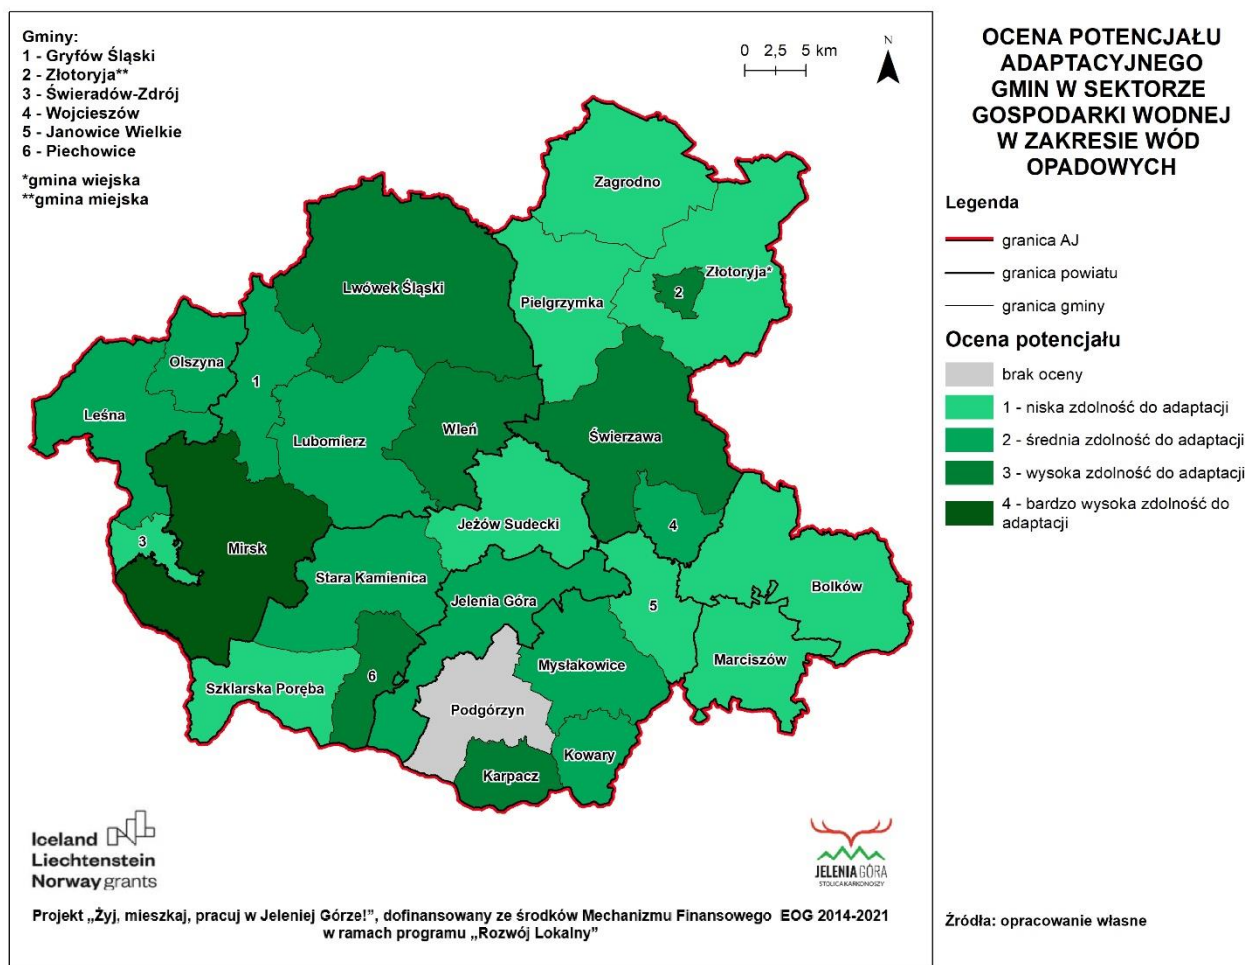 Gminy:
1 - Gryfów Śląski
2 - Złotoryja**
3 - Świeradów-Zdrój
4 - Wojcieszów
5 - Janowice Wielkie
6 - Piechowice
*gmina wiejska
**gmina miejska
0 2,5 5 km
N
OCENA POTENCJAŁU
ADAPTACYJNEGO
GMIN W SEKTORZE
GOSPODARKI WODNEJ
W ZAKRESIE WÓD
OPADOWYCH
Legenda
granica AJ
granica powiatu
granica gminy
Ocena potencjału
brak oceny
1 - niska zdolność do adaptacji
2 - średnia zdolność do adaptacji
3 - wysoka zdolność do adaptacji
4 - bardzo wysoka zdolność do
adaptacji
Zagrodno
Złotoryja*
2
Lwówek Śląski
Pielgrzymka
Olszyna
1
Leśna
Lubomierz
Wleń
Świerzawa
Jeżów Sudecki
4
3
Mirsk
Stara Kamienica
Jelenia Góra
5
Bolków
Mysłakowice
Marciszów
6
Szklarska Poręba
Podgórzyn
Kowary
Karpacz
Iceland
Liechtenstein
Norway grants
JELENIA GÓRA
STOLICA KARKONOSZY
Projekt „Żyj, mieszkaj, pracuj w Jeleniej Górze!”, dofinansowany ze środków Mechanizmu Finansowego EOG 2014-2021
w ramach programu „Rozwój Lokalny”
Źródła: opracowanie własne